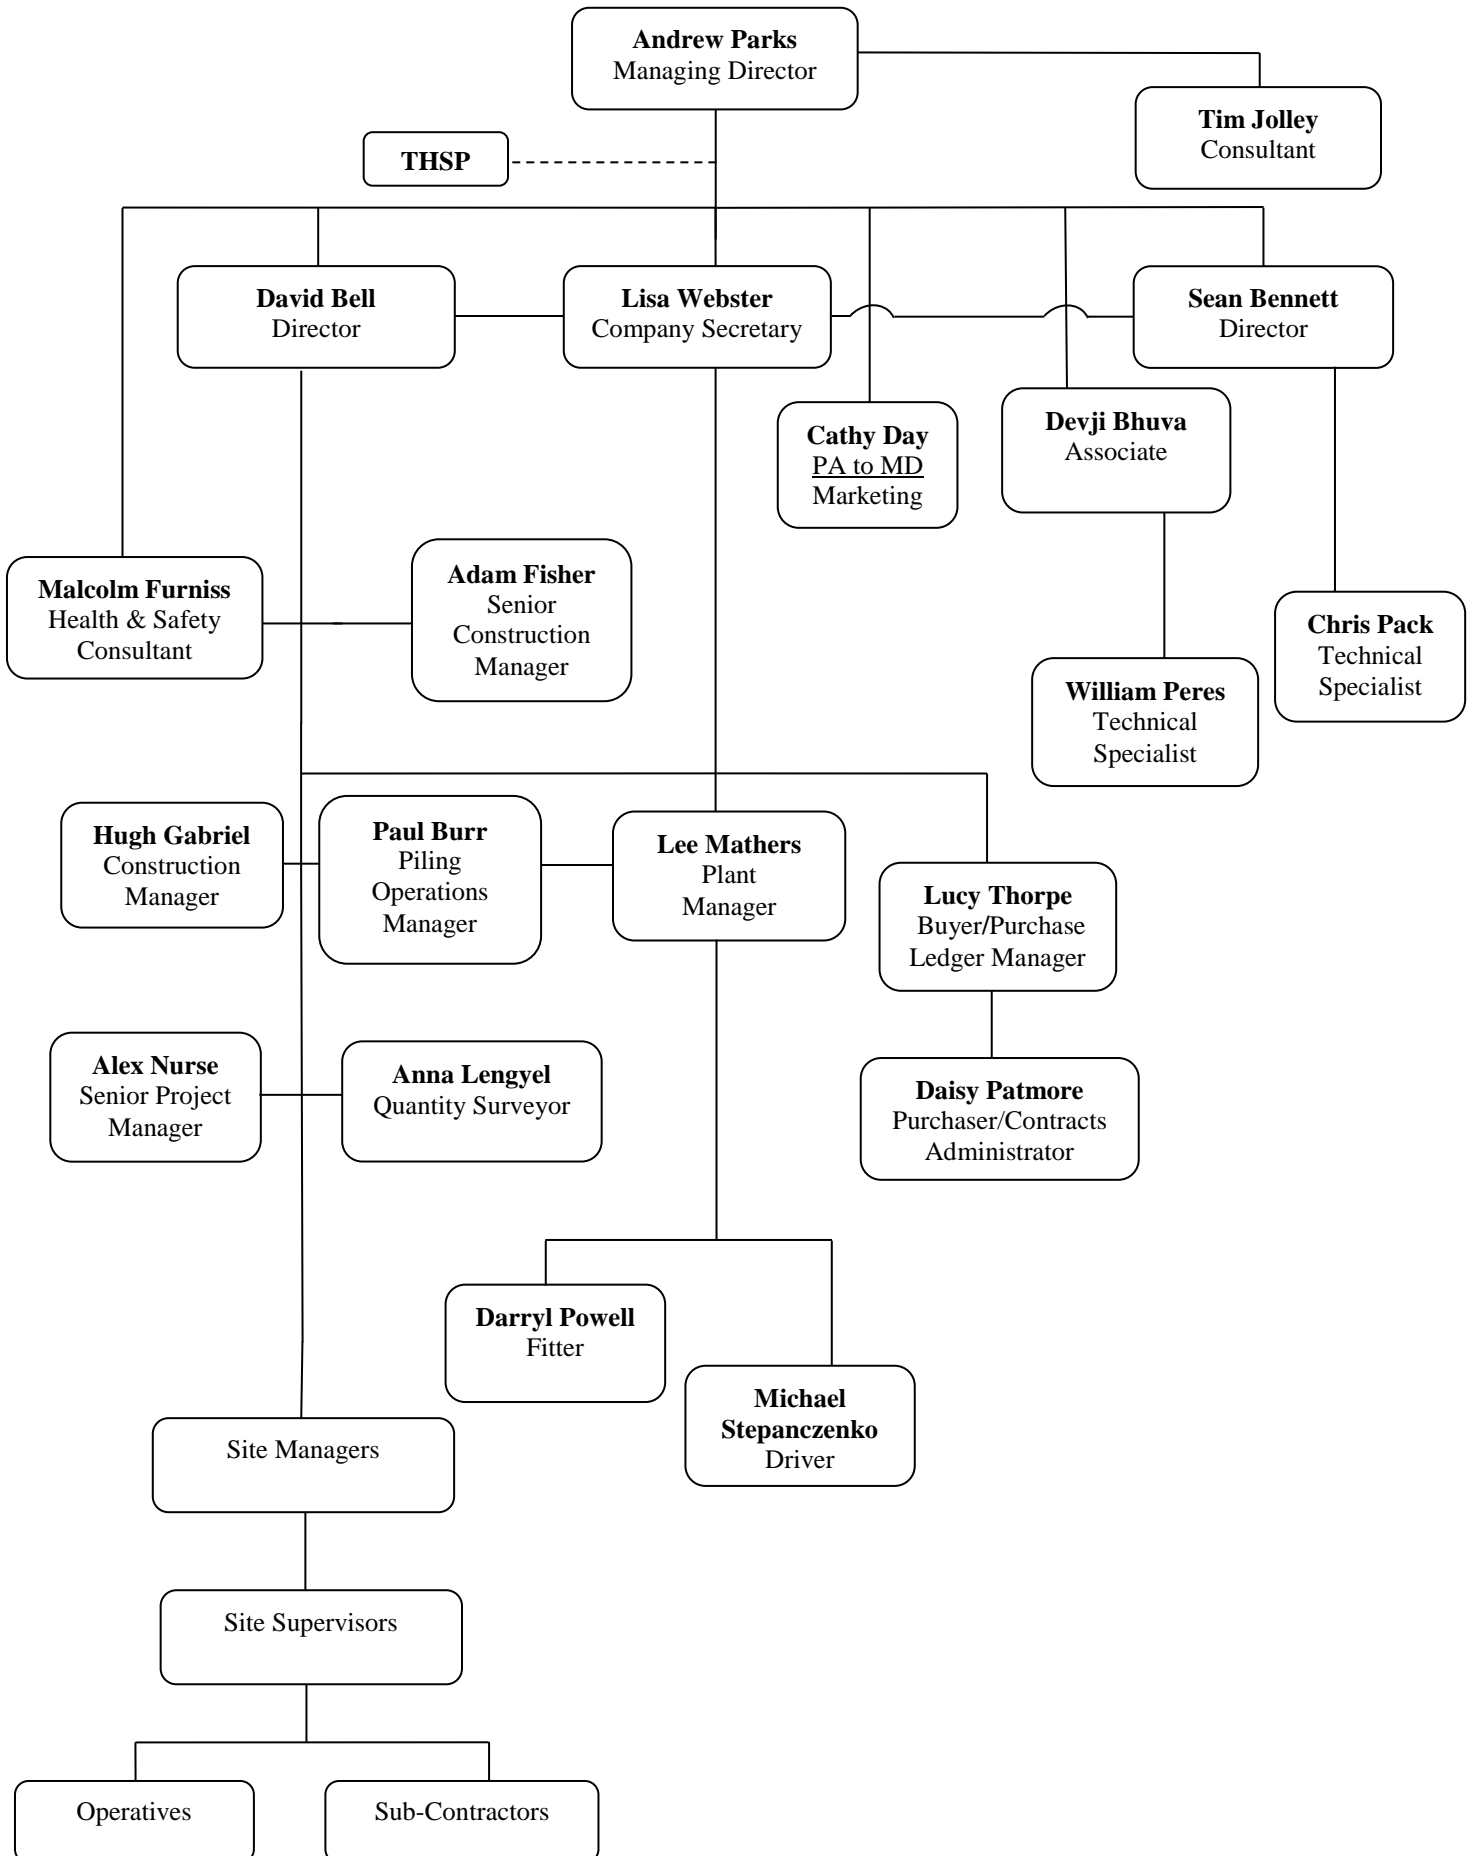 Andrew Parks
Managing Director
Tim Jolley
Consultant
THSP
David Bell
Director
Lisa Webster
Company Secretary
Sean Bennett
Director
Cathy Day
PA to MD
Marketing
Devji Bhuva
Associate
Malcolm Furniss
Health & Safety
Consultant
Adam Fisher
Senior
Construction
Manager
Chris Pack
Technical
Specialist
William Peres
Technical
Specialist
Hugh Gabriel
Construction
Manager
Paul Burr
Piling
Operations
Manager
Lee Mathers
Plant
Manager
Lucy Thorpe
Buyer/Purchase
Ledger Manager
Alex Nurse
Senior Project
Manager
Anna Lengyel
Quantity Surveyor
Daisy Patmore
Purchaser/Contracts
Administrator
Darryl Powell
Fitter
Michael
Stepanczenko
Driver
Site Managers
Site Supervisors
Operatives
Sub-Contractors